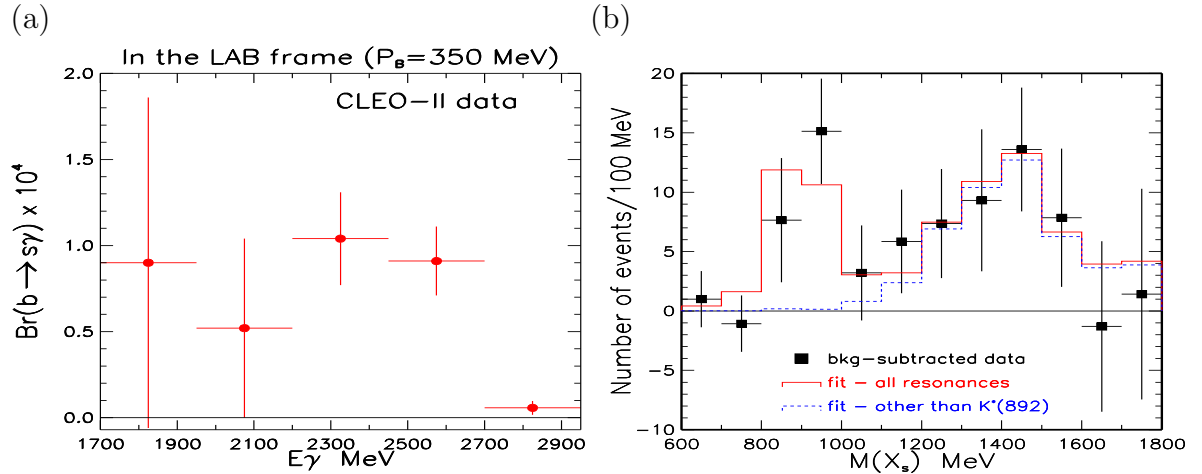 (a)
In the LAB frame (P_B=350 MeV)
CLEO-II data
Br(b→sγ) x 10^4
2.0
1.5
1.0
0.5
0.0
1700 1900 2100 2300 2500 2700 2900
Eγ MeV
(b)
Number of events/100 MeV
20
15
10
5
0
-5
-10
bkg-subtracted data
fit - all resonances
fit - other than K*(892)
600 800 1000 1200 1400 1600 1800
M(X_s) MeV